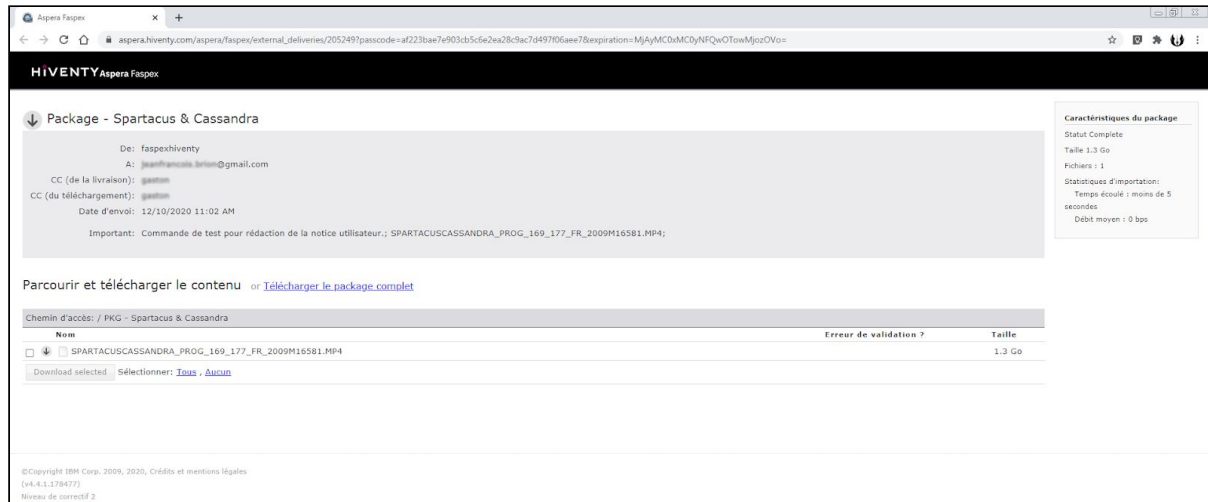 Aspera Faspex
aspera.hiventy.com/aspera/faspex/external_deliveries/205249?passcode=af223bae7e903cb5c6e2ea28c9ac7d497f06aee7&expiration=MjAyMC0xMC0yNFQwOTowMjozOVo=
HIVENTY Aspera Faspex
Package - Spartacus & Cassandra
De: faspexhiventy
A: @gmail.com
CC (de la livraison):
CC (du téléchargement):
Date d'envoi: 12/10/2020 11:02 AM
Important: Commande de test pour rédaction de la notice utilisateur.; SPARTACUSCASSANDRA_PROG_169_177_FR_2009M16581.MP4;
Caractéristiques du package
Statut Complete
Taille 1.3 Go
Fichiers : 1
Statistiques d'importation:
Temps écoulé : moins de 5
secondes
Débit moyen : 0 bps
Parcourir et télécharger le contenu or Télécharger le package complet
Chemin d'accès: / PKG - Spartacus & Cassandra
Nom Erreur de validation ? Taille
SPARTACUSCASSANDRA_PROG_169_177_FR_2009M16581.MP4 1.3 Go
Download selected Sélectionner: Tous , Aucun
©Copyright IBM Corp. 2009, 2020, Crédits et mentions légales
(v4.4.1.178477)
Niveau de correctif 2